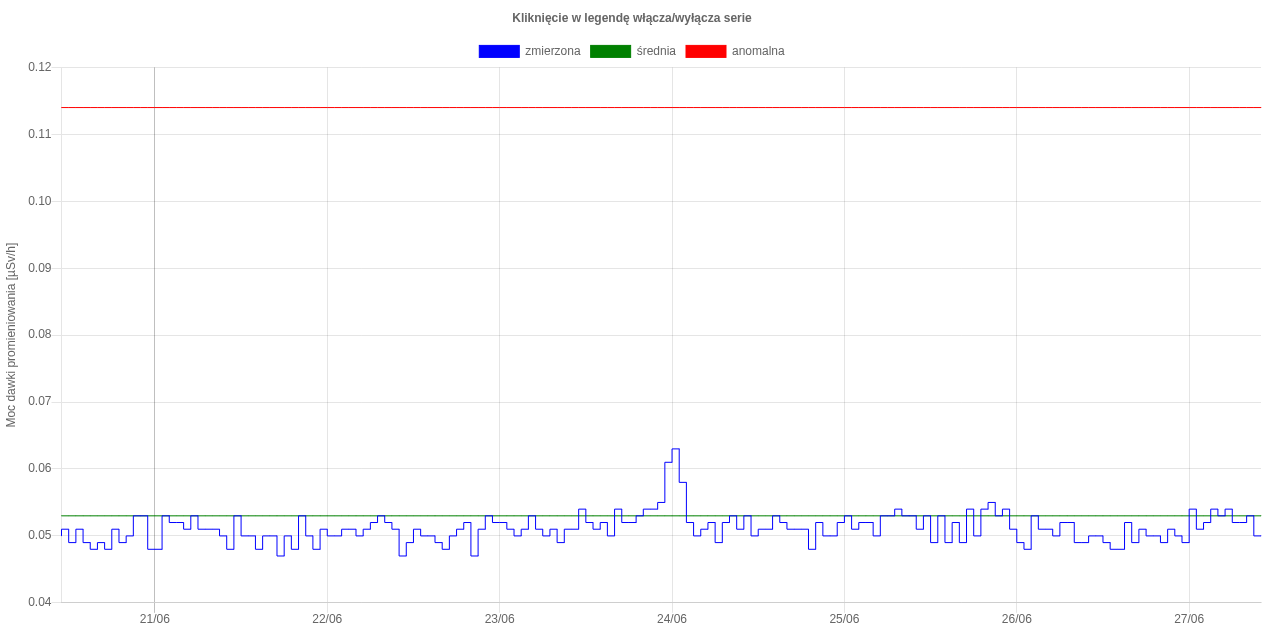 Kliknięcie w legendę włącza/wyłącza serie
zmierzona średnia anomalna
Moc dawki promieniowania [µSv/h]
0.12
0.11
0.10
0.09
0.08
0.07
0.06
0.05
0.04
21/06 22/06 23/06 24/06 25/06 26/06 27/06